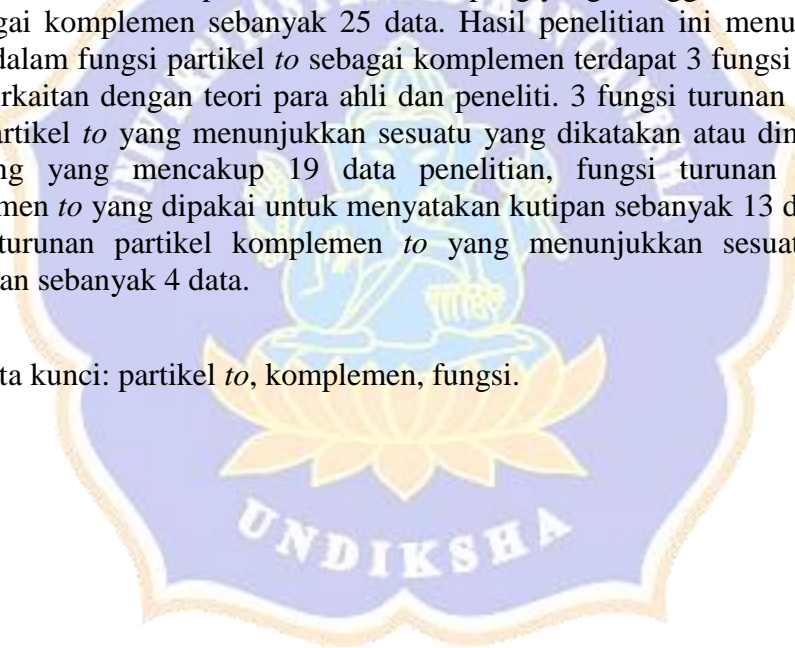 gai komplemen sebanyak 25 data. Hasil penelitian ini menu
dalam fungsi partikel to sebagai komplemen terdapat 3 fungsi
erkaitan dengan teori para ahli dan peneliti. 3 fungsi turunan
artikel to yang menunjukkan sesuatu yang dikatakan atau din
ng yang mencakup 19 data penelitian, fungsi turunan
men to yang dipakai untuk menyatakan kutipan sebanyak 13 d
turunan partikel komplemen to yang menunjukkan sesuat
an sebanyak 4 data.
ta kunci: partikel to, komplemen, fungsi.
UNDIKSHA